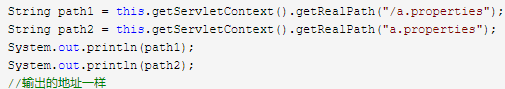 String path1 = this.getServletContext().getRealPath("/a.properties");
String path2 = this.getServletContext().getRealPath("a.properties");
System.out.println(path1);
System.out.println(path2);
//输出的地址一样